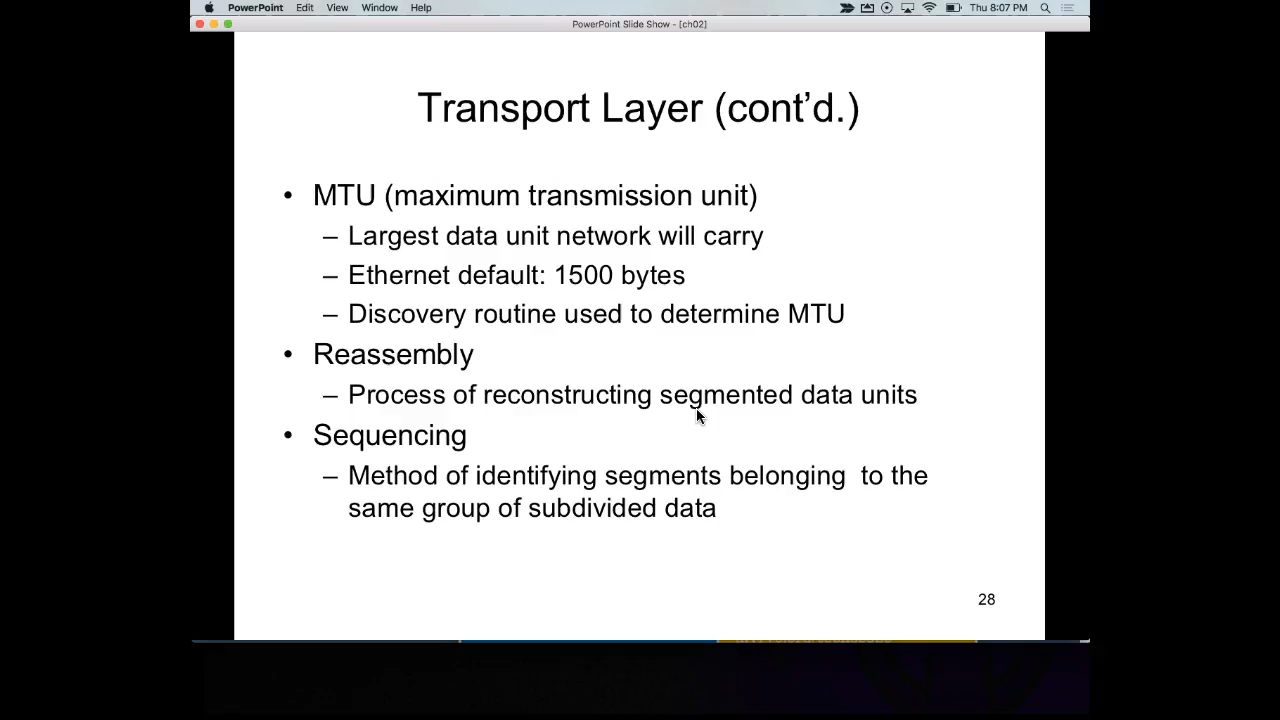 PowerPoint Edit View Window Help Thu 8:07 PM
PowerPoint Slide Show - [ch02]
Transport Layer (cont’d.)
• MTU (maximum transmission unit)
– Largest data unit network will carry
– Ethernet default: 1500 bytes
– Discovery routine used to determine MTU
• Reassembly
– Process of reconstructing segmented data units
• Sequencing
– Method of identifying segments belonging  to the
same group of subdivided data
28